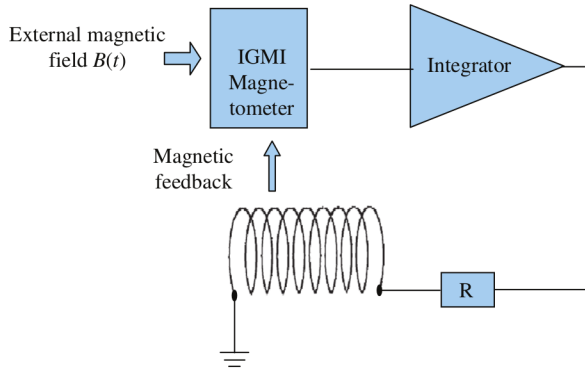 External magnetic
field B(t)
IGMI
Magne-
tometer
Integrator
Magnetic
feedback
R